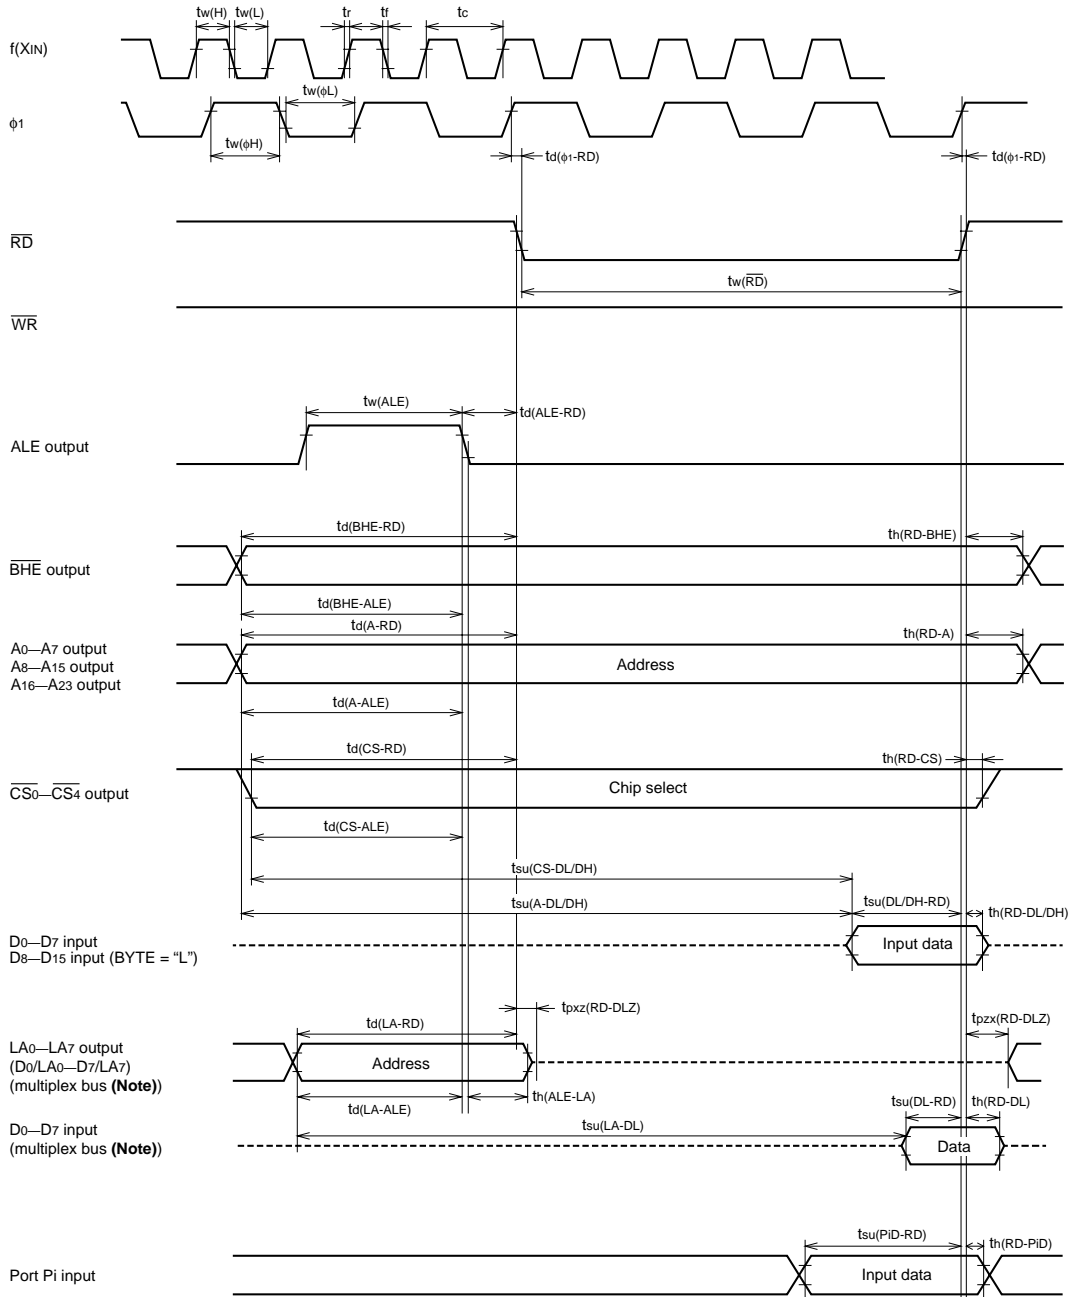 tw(H) tw(L) tr tf tc
f(XIN)
tw(φL)
φ1
tw(φH)
td(φ1-RD) td(φ1-RD)
RD
tw(RD)
WR
tw(ALE)
td(ALE-RD)
ALE output
td(BHE-RD) th(RD-BHE)
BHE output
td(BHE-ALE)
td(A-RD) th(RD-A)
A0—A7 output
A8—A15 output
A16—A23 output
Address
td(A-ALE)
td(CS-RD) th(RD-CS)
CS0—CS4 output
Chip select
td(CS-ALE)
tsu(CS-DL/DH)
tsu(A-DL/DH) tsu(DL/DH-RD) th(RD-DL/DH)
D0—D7 input
D8—D15 input (BYTE = “L”)
Input data
tpxz(RD-DLZ)
td(LA-RD) tpzx(RD-DLZ)
LA0—LA7 output
(D0/LA0—D7/LA7)
(multiplex bus (Note))
Address
td(LA-ALE) th(ALE-LA)
tsu(DL-RD) th(RD-DL)
tsu(LA-DL)
D0—D7 input
(multiplex bus (Note))
Data
tsu(PiD-RD) th(RD-PiD)
Port Pi input
Input data